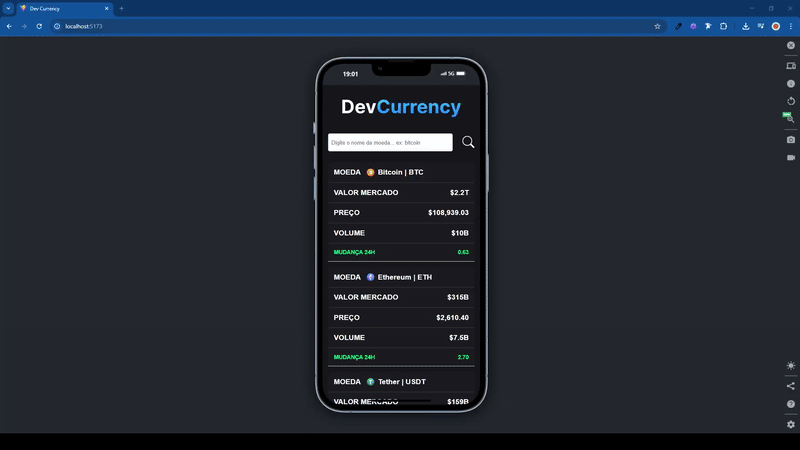 Dev Currency
localhost:5173
19:01
5G
DevCurrency
Digite o nome da moeda... ex: bitcoin
MOEDA Bitcoin | BTC
VALOR MERCADO $2.2T
PREÇO $108,939.03
VOLUME $10B
MUDANÇA 24H 0.63
MOEDA Ethereum | ETH
VALOR MERCADO $315B
PREÇO $2,610.40
VOLUME $7.5B
MUDANÇA 24H 2.70
MOEDA Tether | USDT
VALOR MERCADO $159B